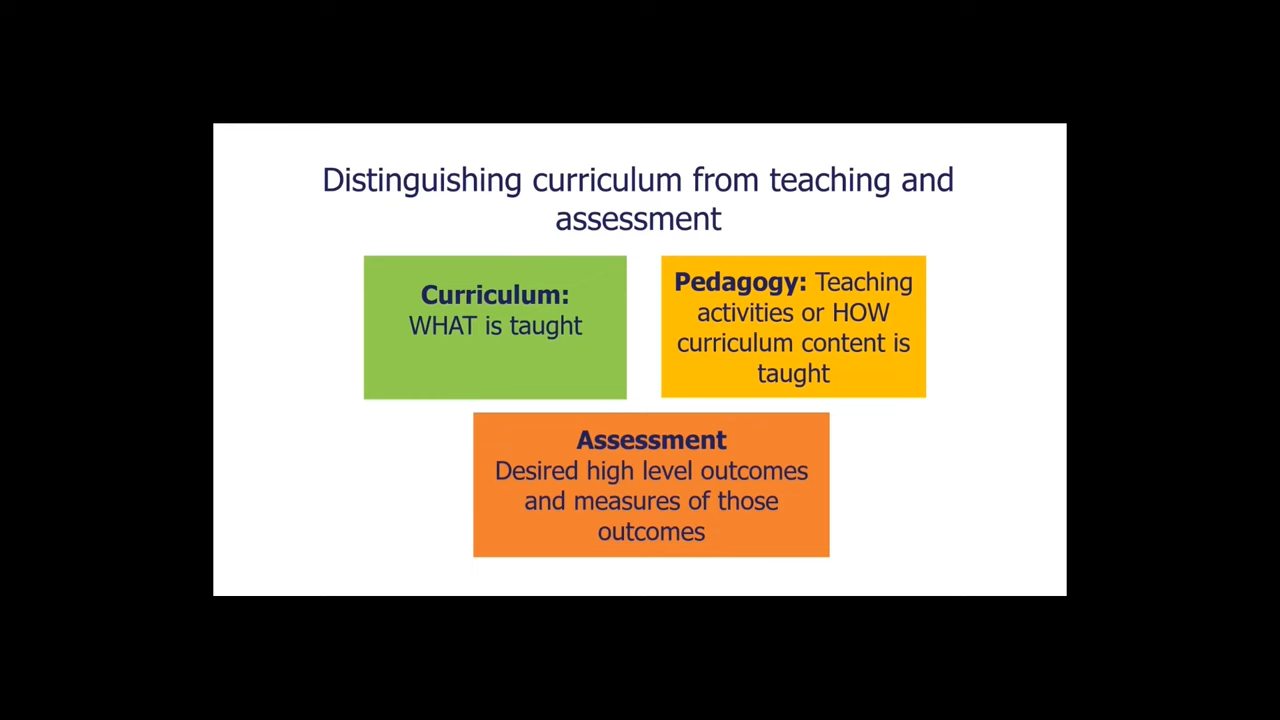 Distinguishing curriculum from teaching and
assessment
Curriculum:
WHAT is taught
Pedagogy: Teaching
activities or HOW
curriculum content is
taught
Assessment
Desired high level outcomes
and measures of those
outcomes